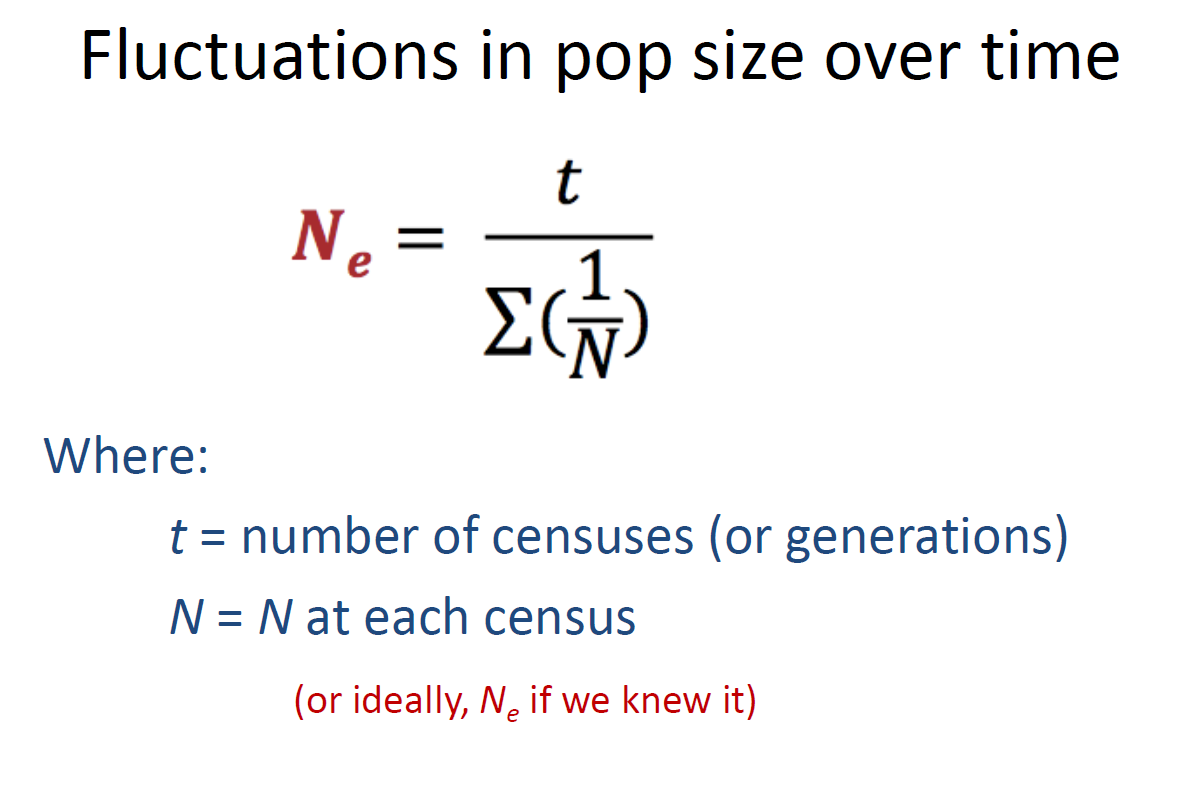 Fluctuations in pop size over time
Nₑ = t / Σ(1/N)
Where:
t = number of censuses (or generations)
N = N at each census
(or ideally, Nₑ if we knew it)